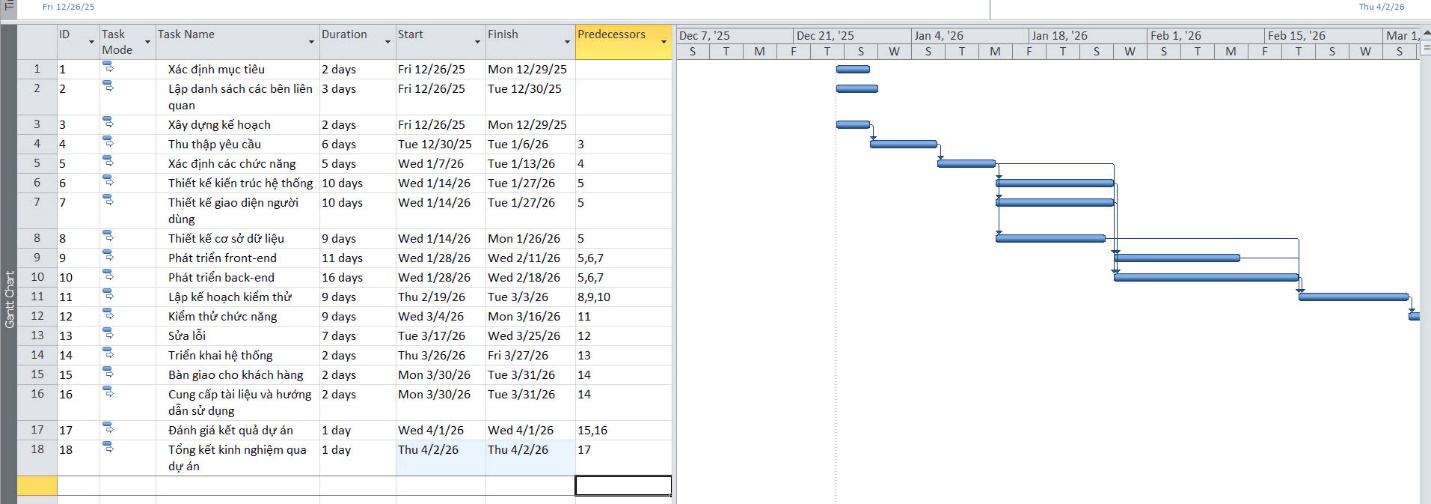 Fri 12/26/25 Thu 4/2/26
ID Task Mode Task Name Duration Start Finish Predecessors
Dec 7, '25 Dec 21, '25 Jan 4, '26 Jan 18, '26 Feb 1, '26 Feb 15, '26 Mar 1,
S T M F T S W S T M F T S W S T M F T S W S
1 1 Xác định mục tiêu 2 days Fri 12/26/25 Mon 12/29/25
2 2 Lập danh sách các bên liên quan 3 days Fri 12/26/25 Tue 12/30/25
3 3 Xây dựng kế hoạch 2 days Fri 12/26/25 Mon 12/29/25
4 4 Thu thập yêu cầu 6 days Tue 12/30/25 Tue 1/6/26 3
5 5 Xác định các chức năng 5 days Wed 1/7/26 Tue 1/13/26 4
6 6 Thiết kế kiến trúc hệ thống 10 days Wed 1/14/26 Tue 1/27/26 5
7 7 Thiết kế giao diện người dùng 10 days Wed 1/14/26 Tue 1/27/26 5
8 8 Thiết kế cơ sở dữ liệu 9 days Wed 1/14/26 Mon 1/26/26 5
9 9 Phát triển front-end 11 days Wed 1/28/26 Wed 2/11/26 5,6,7
10 10 Phát triển back-end 16 days Wed 1/28/26 Wed 2/18/26 5,6,7
11 11 Lập kế hoạch kiểm thử 9 days Thu 2/19/26 Tue 3/3/26 8,9,10
12 12 Kiểm thử chức năng 9 days Wed 3/4/26 Mon 3/16/26 11
13 13 Sửa lỗi 7 days Tue 3/17/26 Wed 3/25/26 12
14 14 Triển khai hệ thống 2 days Thu 3/26/26 Fri 3/27/26 13
15 15 Bàn giao cho khách hàng 2 days Mon 3/30/26 Tue 3/31/26 14
16 16 Cung cấp tài liệu và hướng dẫn sử dụng 2 days Mon 3/30/26 Tue 3/31/26 14
17 17 Đánh giá kết quả dự án 1 day Wed 4/1/26 Wed 4/1/26 15,16
18 18 Tổng kết kinh nghiệm qua dự án 1 day Thu 4/2/26 Thu 4/2/26 17
Gantt Chart